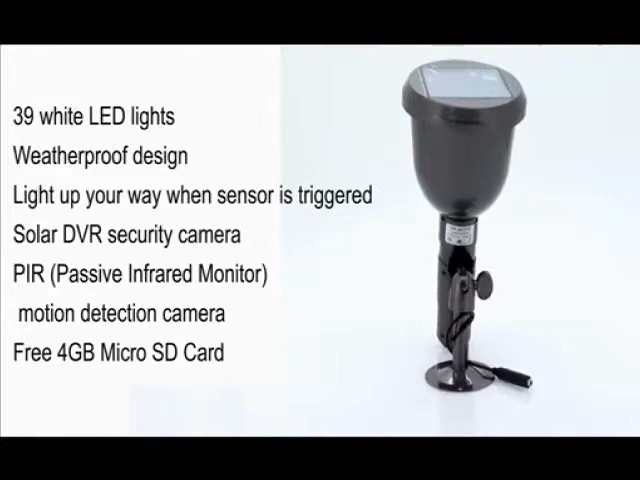 39 white LED lights
Weatherproof design
Light up your way when sensor is triggered
Solar DVR security camera
PIR (Passive Infrared Monitor)
motion detection camera
Free 4GB Micro SD Card